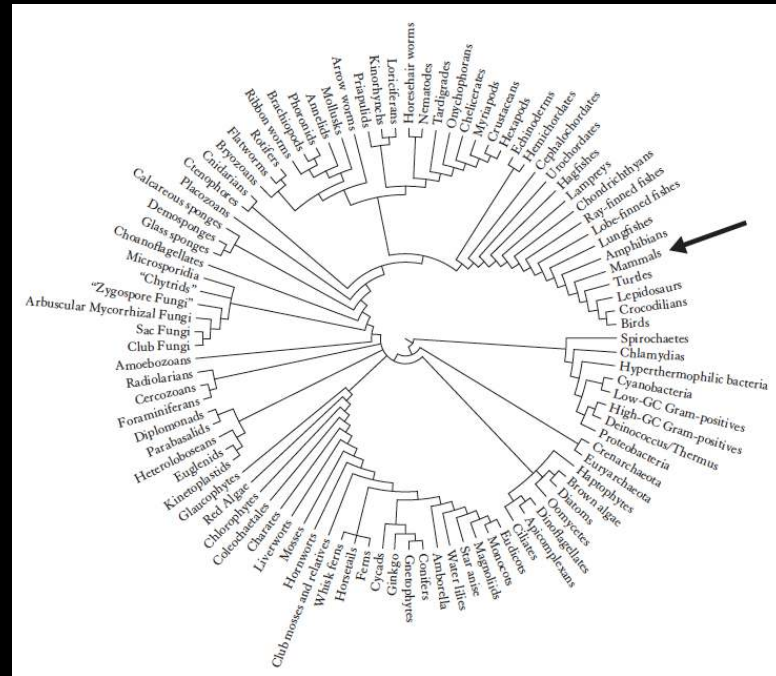 Arrow worms
Priapulids
Kinorhynchs
Loriciferans
Horesehair worms
Nematodes
Tardigrades
Onychophorans
Chelicerates
Myriapods
Crustaceans
Hexapods
Echinoderms
Hemichordates
Cephalochordates
Urochordates
Hagfishes
Lampreys
Chondrichthyans
Ray-finned fishes
Lobe-finned fishes
Lungfishes
Amphibians
Mammals
Turtles
Lepidosaurs
Crocodilians
Birds
Spirochaetes
Chlamydias
Hyperthermophilic bacteria
Cyanobacteria
Low-GC Gram-positives
High-GC Gram-positives
Deinococcus/Thermus
Proteobacteria
Crenarchaeota
Euryarchaeota
Haptophytes
Brown algae
Diatoms
Oomycetes
Dinoflagellates
Apicomplexans
Ciliates
Eudicots
Monocots
Magnoliids
Star anise
Water lilies
Amborella
Conifers
Gnetophytes
Ginkgo
Cycads
Ferns
Horsetails
Whisk ferns
Club mosses and relatives
Hornworts
Mosses
Liverworts
Charates
Coleochaetales
Chlorophytes
Red Algae
Glaucophytes
Kinetoplastids
Euglenids
Heteroloboseans
Parabasalids
Diplomonads
Foraminiferans
Cercozoans
Radiolarians
Amoebozoans
Club Fungi
Sac Fungi
Arbuscular Mycorrhizal Fungi
"Zygospore Fungi"
"Chytrids"
Microsporidia
Choanoflagellates
Glass sponges
Demosponges
Calcareous sponges
Placozoans
Ctenophores
Cnidarians
Bryozoans
Flatworms
Rotifers
Ribbon worms
Brachiopods
Phoronids
Annelids
Mollusks